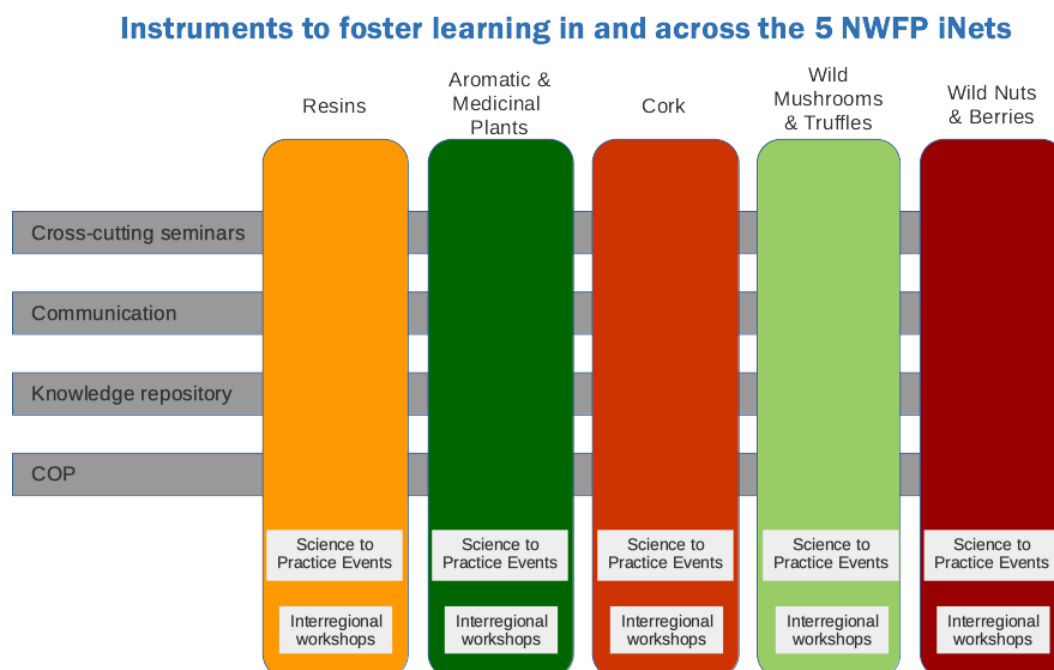 Instruments to foster learning in and across the 5 NWFP iNets
Resins
Aromatic &
Medicinal
Plants
Cork
Wild
Mushrooms
& Truffles
Wild Nuts
& Berries
Cross-cutting seminars
Communication
Knowledge repository
COP
Science to
Practice Events
Science to
Practice Events
Science to
Practice Events
Science to
Practice Events
Science to
Practice Events
Interregional
workshops
Interregional
workshops
Interregional
workshops
Interregional
workshops
Interregional
workshops